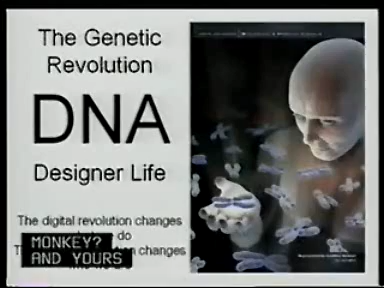 The Genetic
Revolution
DNA
Designer Life
The digital revolution changes
do
changes
MONKEY?
AND YOURS